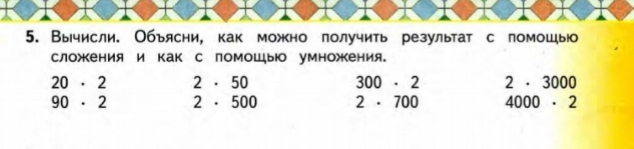 5. Вычисли. Объясни, как можно получить результат с помощью
сложения и как с помощью умножения.
20 · 2 2 · 50 300 · 2 2 · 3000
90 · 2 2 · 500 2 · 700 4000 · 2